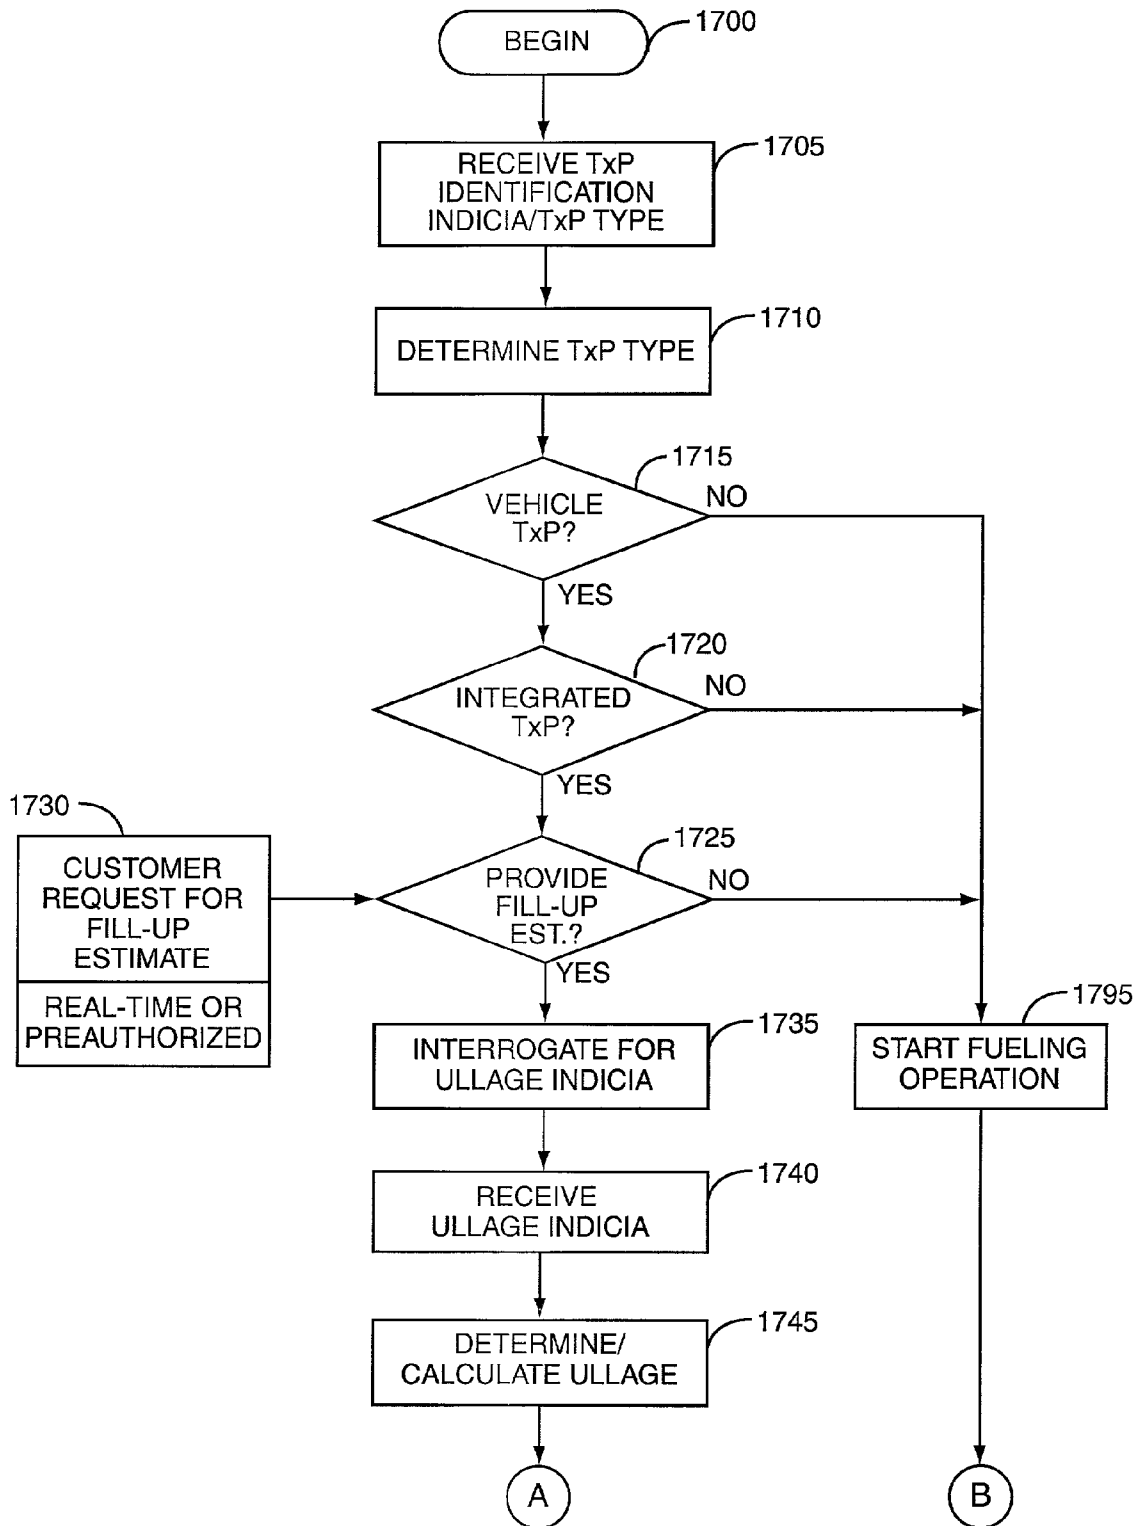 BEGIN
1700
RECEIVE TxP
IDENTIFICATION
INDICIA/TxP TYPE
1705
DETERMINE TxP TYPE
1710
VEHICLE
TxP?
1715
NO
YES
INTEGRATED
TxP?
1720
NO
YES
1730
CUSTOMER
REQUEST FOR
FILL-UP
ESTIMATE
REAL-TIME OR
PREAUTHORIZED
PROVIDE
FILL-UP
EST.?
1725
NO
YES
INTERROGATE FOR
ULLAGE INDICIA
1735
START FUELING
OPERATION
1795
RECEIVE
ULLAGE INDICIA
1740
DETERMINE/
CALCULATE ULLAGE
1745
A
B